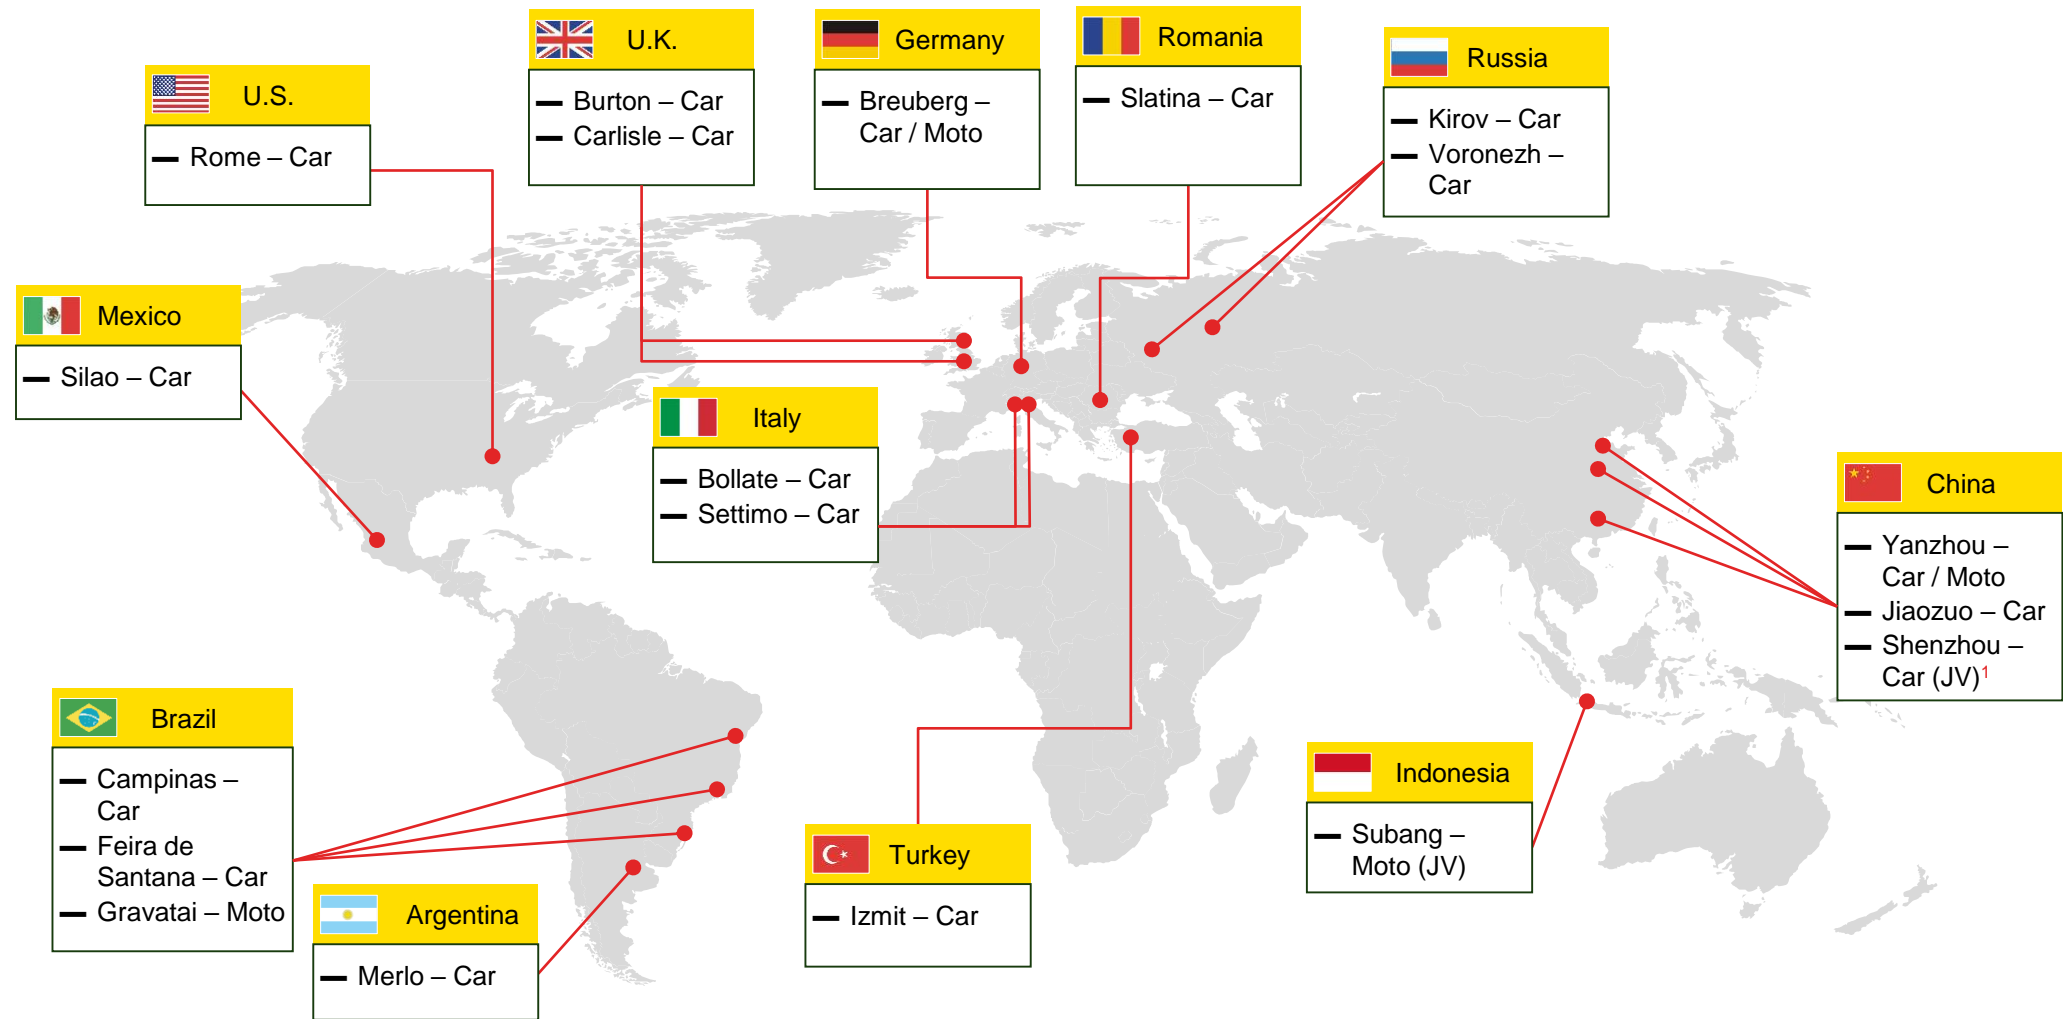 U.S.
— Rome – Car
U.K.
— Burton – Car
— Carlisle – Car
Germany
— Breuberg –
Car / Moto
Romania
— Slatina – Car
Russia
— Kirov – Car
— Voronezh –
Car
Mexico
— Silao – Car
Italy
— Bollate – Car
— Settimo – Car
China
— Yanzhou –
Car / Moto
— Jiaozuo – Car
— Shenzhou –
Car (JV)¹
Brazil
— Campinas –
Car
— Feira de
Santana – Car
— Gravatai – Moto
Argentina
— Merlo – Car
Turkey
— Izmit – Car
Indonesia
— Subang –
Moto (JV)